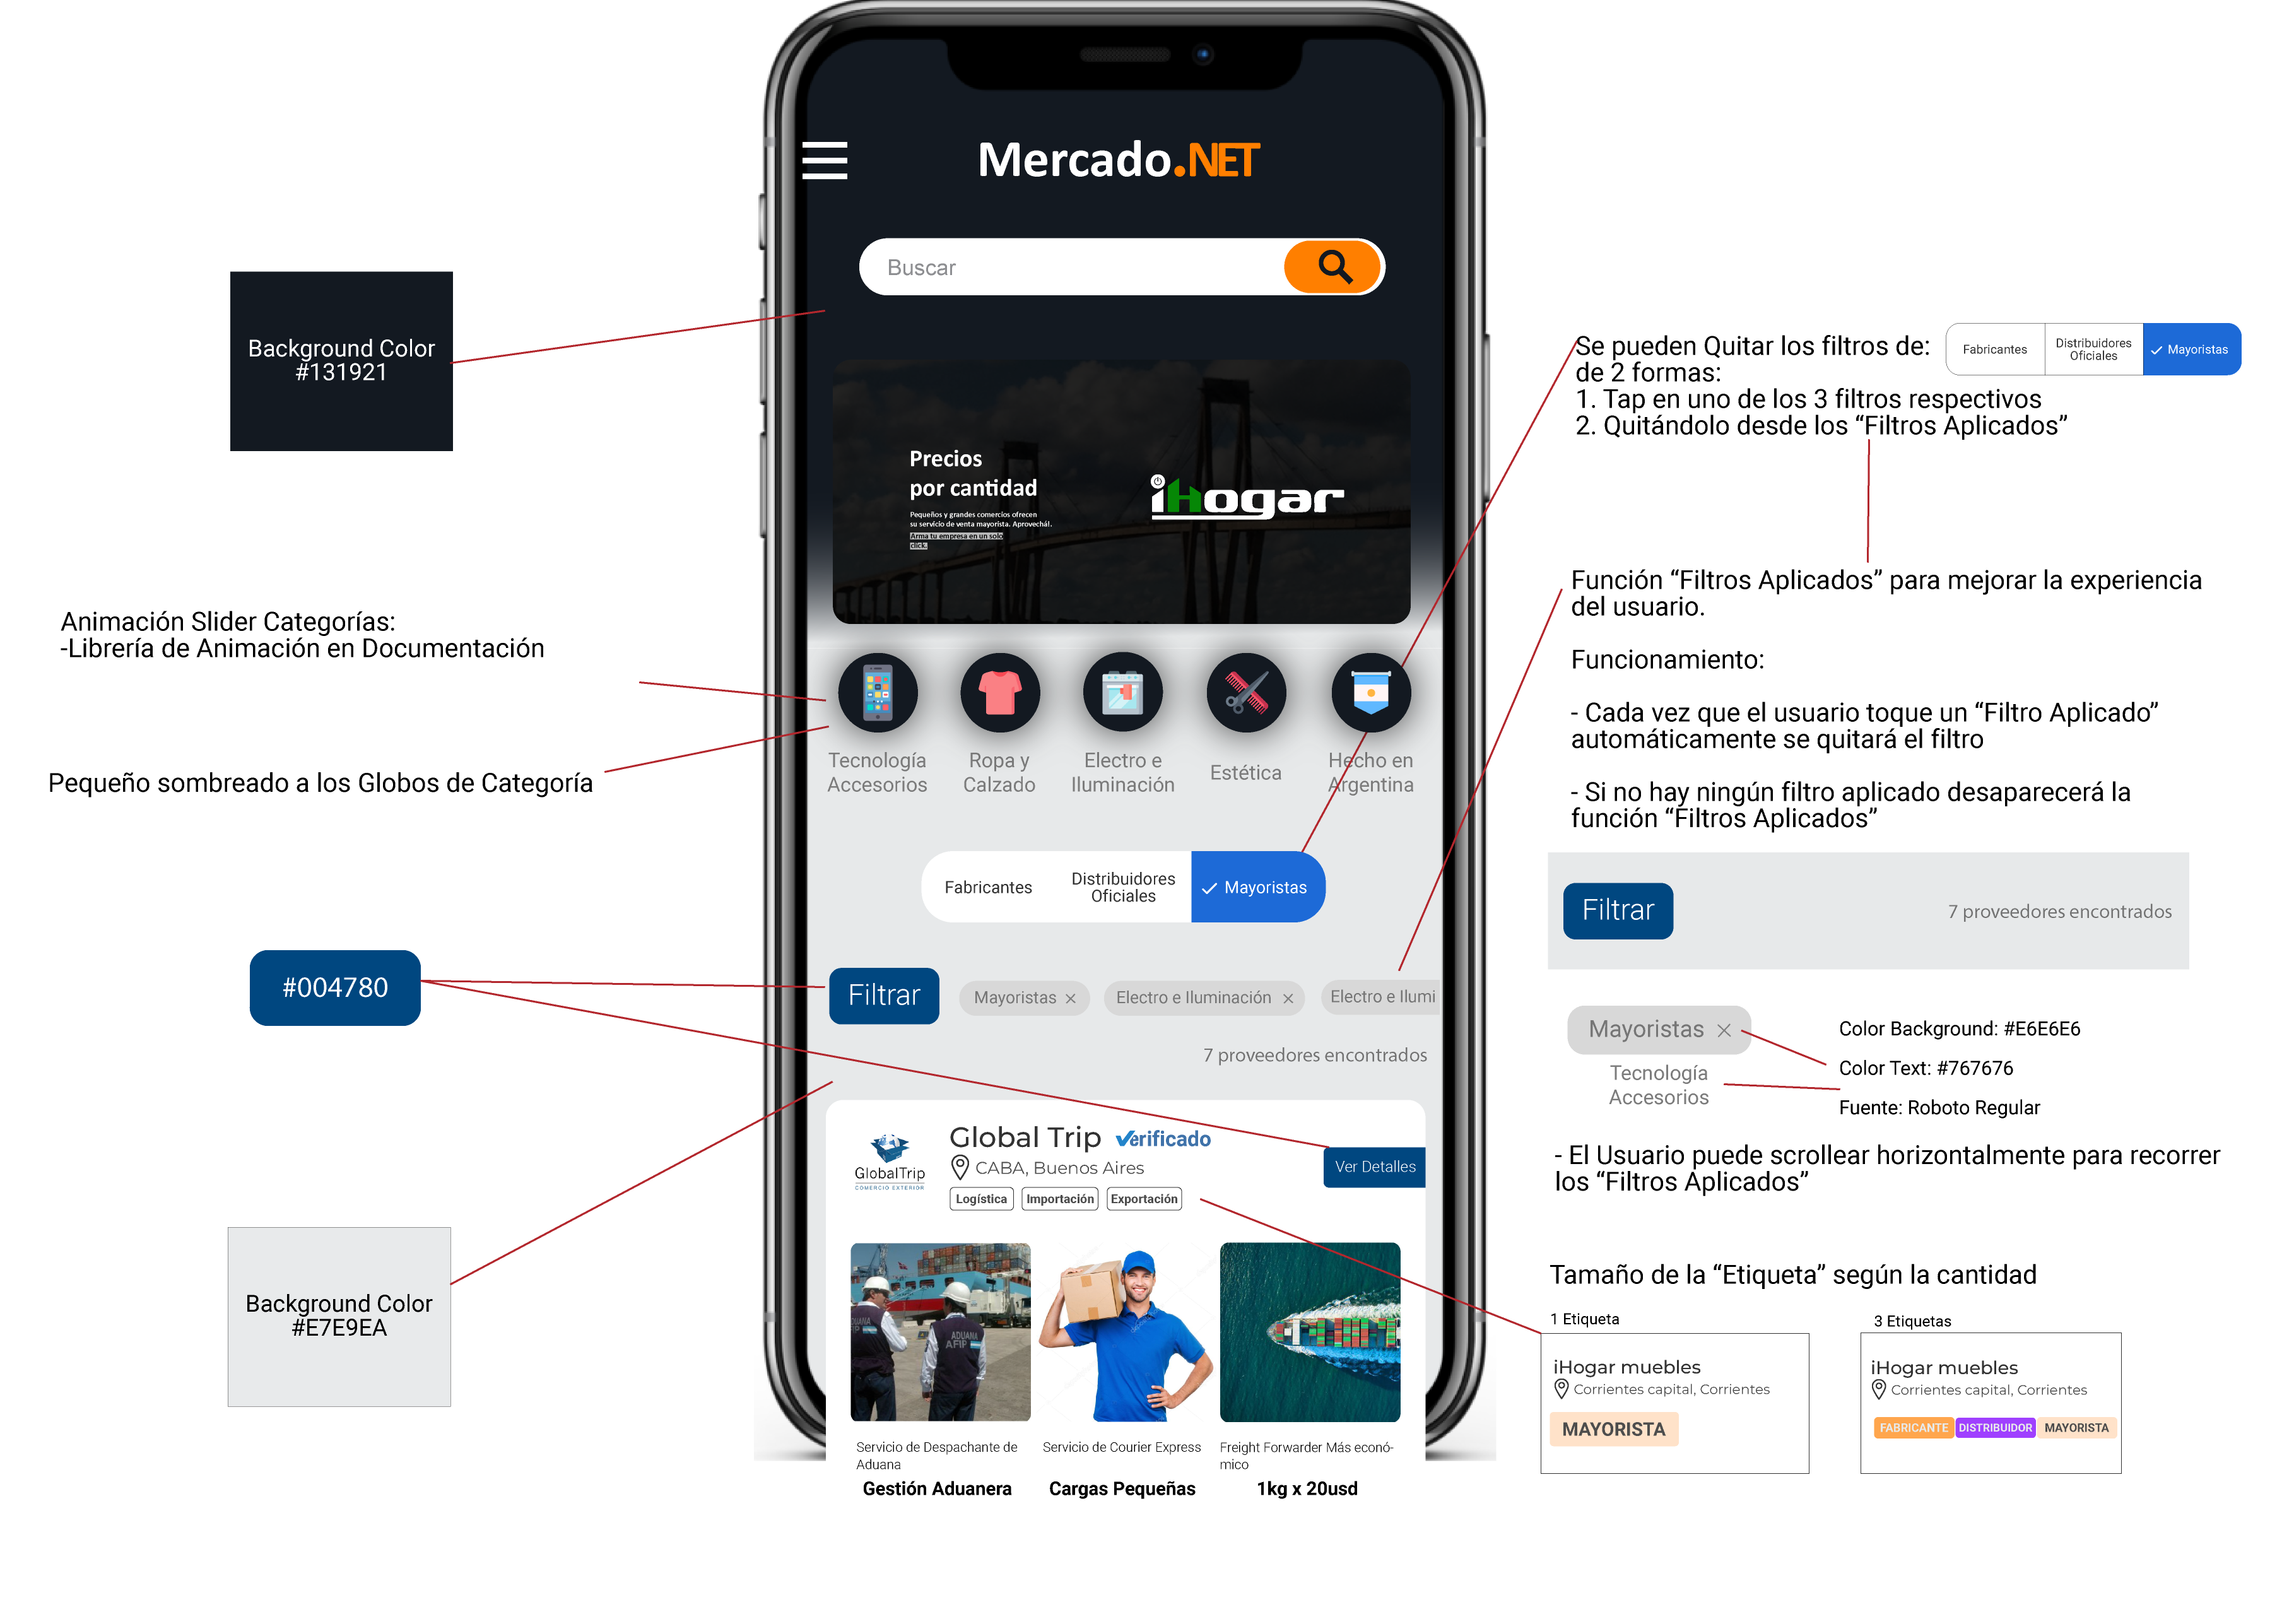 Mercado.NET
Buscar
Background Color
#131921
Precios
por cantidad
Pequeños y grandes comercios ofrecen
su servicio de venta mayorista. Aprovechá!.
Arma tu empresa en un solo
click.
iHogar
Se pueden Quitar los filtros de:
de 2 formas:
1. Tap en uno de los 3 filtros respectivos
2. Quitándolo desde los “Filtros Aplicados”
Fabricantes
Distribuidores
Oficiales
Mayoristas
Animación Slider Categorías:
-Librería de Animación en Documentación
Pequeño sombreado a los Globos de Categoría
Tecnología
Accesorios
Ropa y
Calzado
Electro e
Iluminación
Estética
Hecho en
Argentina
Función “Filtros Aplicados” para mejorar la experiencia
del usuario.
Funcionamiento:
- Cada vez que el usuario toque un “Filtro Aplicado”
automáticamente se quitará el filtro
- Si no hay ningún filtro aplicado desaparecerá la
función “Filtros Aplicados”
Fabricantes
Distribuidores
Oficiales
Mayoristas
#004780
Filtrar
Mayoristas ×
Electro e Iluminación ×
Electro e Ilumi
7 proveedores encontrados
Filtrar
7 proveedores encontrados
Mayoristas ×
Tecnología
Accesorios
Color Background: #E6E6E6
Color Text: #767676
Fuente: Roboto Regular
- El Usuario puede scrollear horizontalmente para recorrer
los “Filtros Aplicados”
GlobalTrip
COMERCIO EXTERIOR
Global Trip Verificado
CABA, Buenos Aires
Logística
Importación
Exportación
Ver Detalles
Background Color
#E7E9EA
ADUANA
AFIP
Servicio de Despachante de
Aduana
Gestión Aduanera
Servicio de Courier Express
Cargas Pequeñas
Freight Forwarder Más econó-
mico
1kg x 20usd
Tamaño de la “Etiqueta” según la cantidad
1 Etiqueta
iHogar muebles
Corrientes capital, Corrientes
MAYORISTA
3 Etiquetas
iHogar muebles
Corrientes capital, Corrientes
FABRICANTE
DISTRIBUIDOR
MAYORISTA